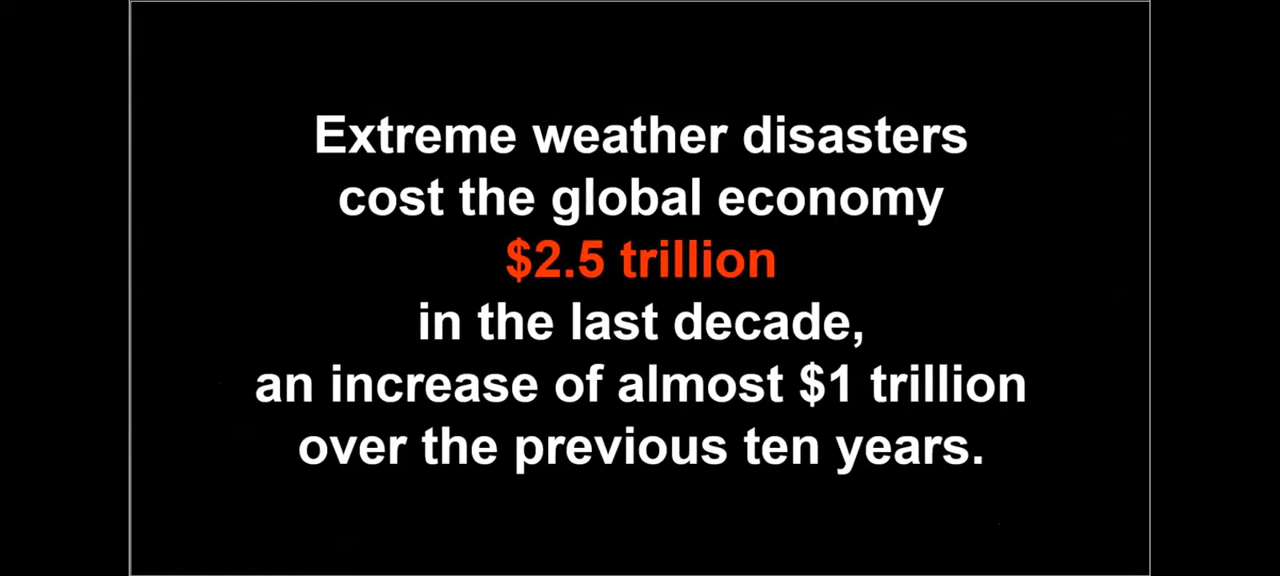 Extreme weather disasters
cost the global economy
$2.5 trillion
in the last decade,
an increase of almost $1 trillion
over the previous ten years.